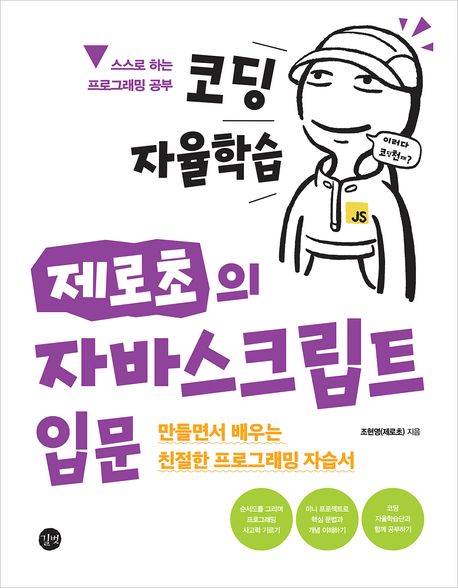 스스로 하는
프로그래밍 공부
코딩
자율학습
이러다
코딩천재?
JS
제로초의
자바스크립트
입문
만들면서 배우는
친절한 프로그래밍 자습서
조현영(제로초) 지음
순서도를 그리며
프로그래밍
사고력 기르기
미니 프로젝트로
핵심 문법과
개념 이해하기
코딩
자율학습단과
함께 공부하기
길벗